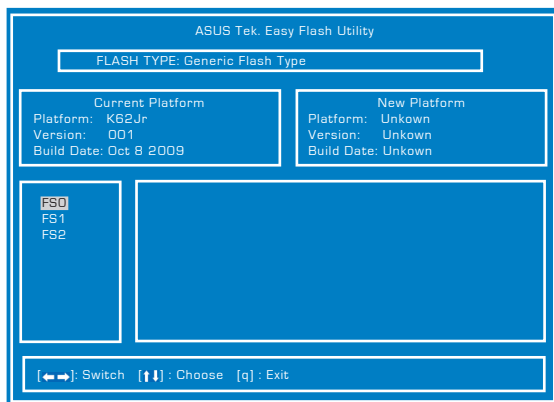 ASUS Tek. Easy Flash Utility
FLASH TYPE: Generic Flash Type
Current Platform
Platform: K62Jr
Version: 001
Build Date: Oct 8 2009
New Platform
Platform: Unkown
Version: Unkown
Build Date: Unkown
FS0
FS1
FS2
[←→]: Switch [↑↓] : Choose [q] : Exit